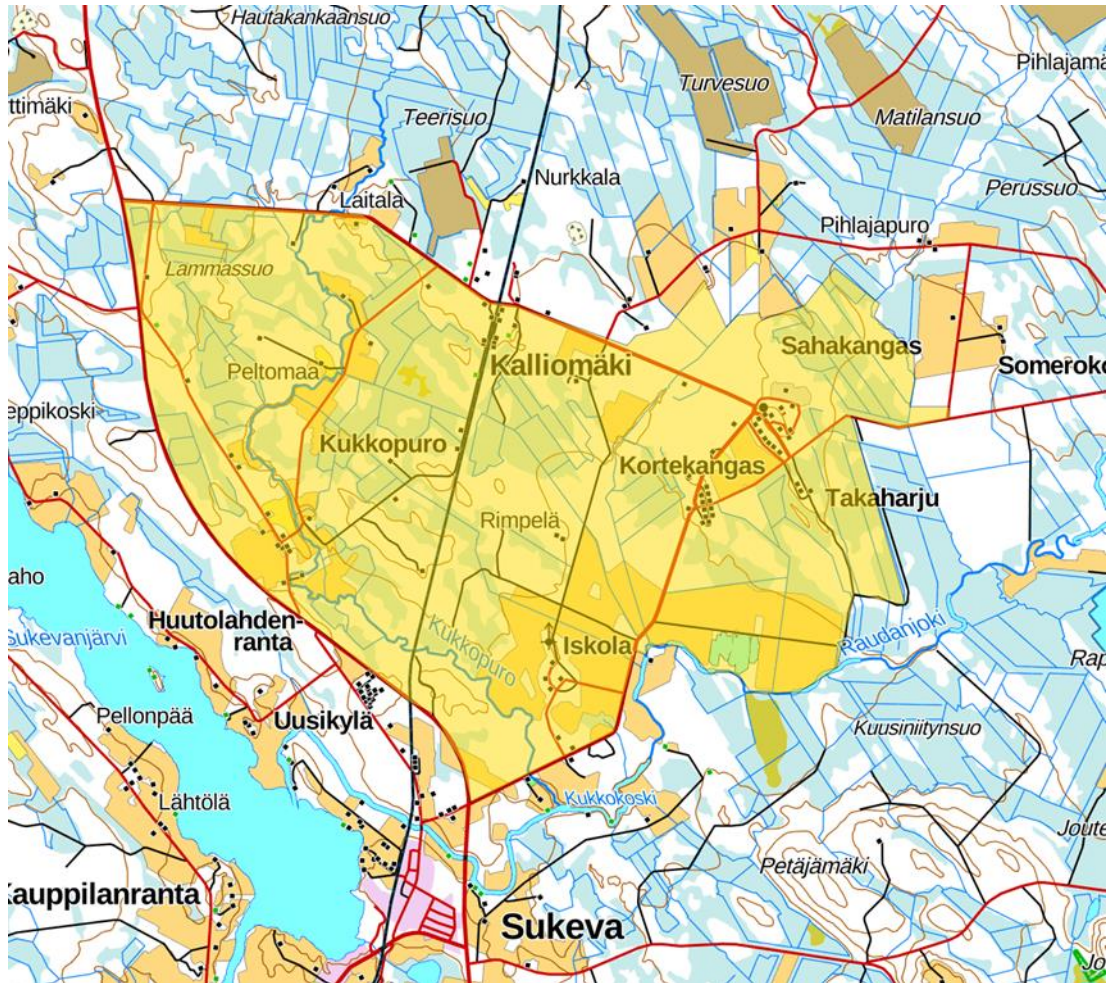 Hautakankaansuo
Pihlajamä
Turvesuo
ttimäki
Teerisuo
Matilansuo
Nurkkala
Perussuo
Laitala
Pihlajapuro
Lammassuo
Sahakangas
Kalliomäki
Someroko
Peltomaa
eppikoski
Kukkopuro
Kortekangas
Takaharju
Rimpelä
aho
Huutolahden-
ranta
Sukevanjärvi
Kukkopuro
Iskola
Raudanjoki
Rap
Pellonpää
Uusikylä
Kuusiniitynsuo
Lähtölä
Kukkokoski
Joute
Petäjämäki
Kauppilanranta
Sukeva
Jo